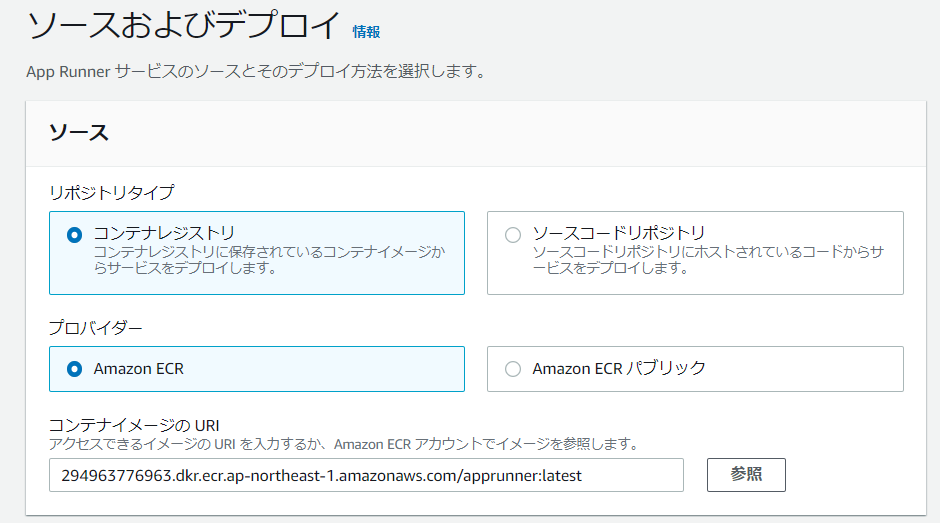 ソースおよびデプロイ 情報
App Runner サービスのソースとそのデプロイ方法を選択します。
ソース
リポジトリタイプ
コンテナレジストリ
コンテナレジストリに保存されているコンテナイメージか
らサービスをデプロイします。
ソースコードリポジトリ
ソースコードリポジトリにホストされているコードからサ
ービスをデプロイします。
プロバイダー
Amazon ECR
Amazon ECR パブリック
コンテナイメージの URI
アクセスできるイメージの URI を入力するか、Amazon ECR アカウントでイメージを参照します。
294963776963.dkr.ecr.ap-northeast-1.amazonaws.com/apprunner:latest
参照